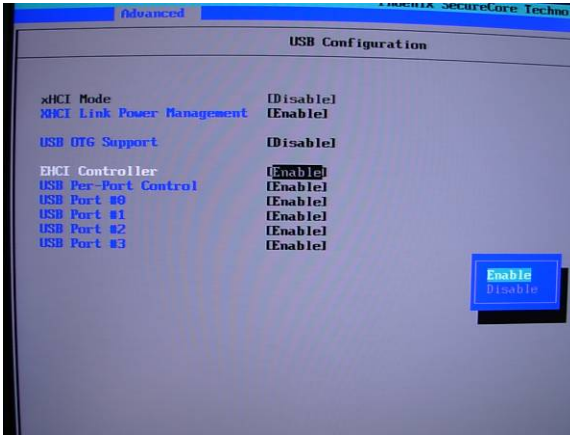 Phoenix SecureCore Techno
Advanced
USB Configuration
xHCI Mode [Disable]
XHCI Link Power Management [Enable]
USB OTG Support [Disable]
EHCI Controller [Enable]
USB Per-Port Control [Enable]
USB Port #0 [Enable]
USB Port #1 [Enable]
USB Port #2 [Enable]
USB Port #3 [Enable]
Enable
Disable